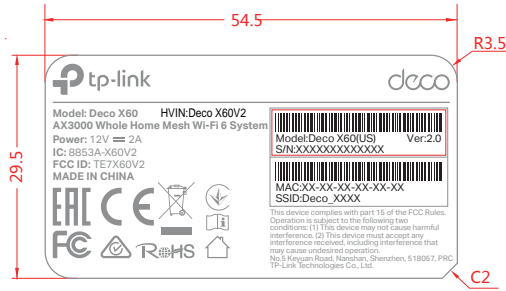 54.5
R3.5
29.5
C2
tp-link
deco
Model: Deco X60 HVIN:Deco X60V2
AX3000 Whole Home Mesh Wi-Fi 6 System
Power: 12V ⎓ 2A
IC: 8853A-X60V2
FCC ID: TE7X60V2
MADE IN CHINA
Model:Deco X60(US) Ver:2.0
S/N:XXXXXXXXXXXXX
MAC:XX-XX-XX-XX-XX-XX
SSID:Deco_XXXX
EAC CE
FC RoHS
This device complies with part 15 of the FCC Rules.
Operation is subject to the following two
conditions: (1) This device may not cause harmful
interference. (2) This device must accept any
interference received, including interference that
may cause undesired operation.
No.5 Keyuan Road, Nanshan, Shenzhen, 518057, PRC
TP-Link Technologies Co., Ltd.